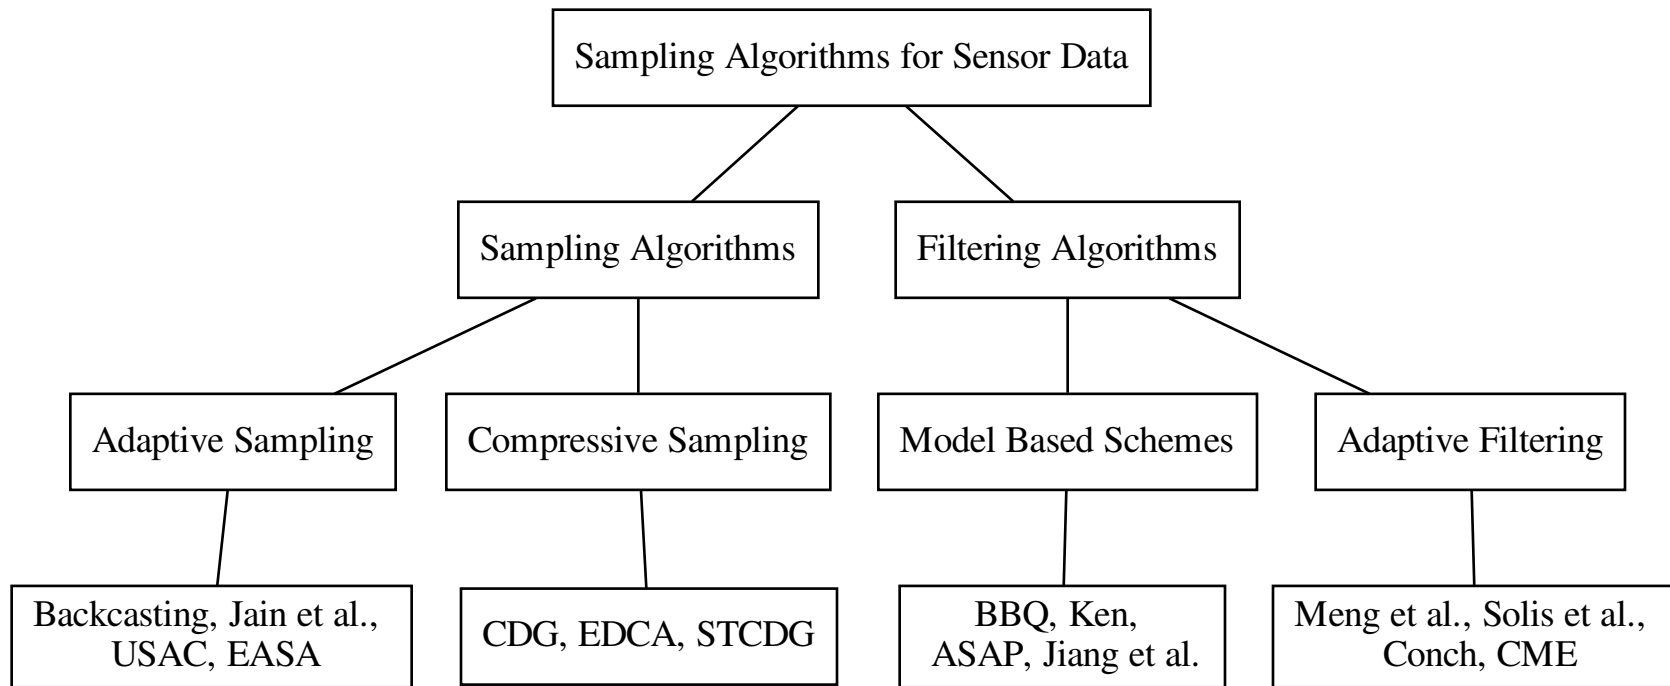 Sampling Algorithms for Sensor Data
Sampling Algorithms
Filtering Algorithms
Adaptive Sampling
Compressive Sampling
Model Based Schemes
Adaptive Filtering
Backcasting, Jain et al.,
USAC, EASA
CDG, EDCA, STCDG
BBQ, Ken,
ASAP, Jiang et al.
Meng et al., Solis et al.,
Conch, CME